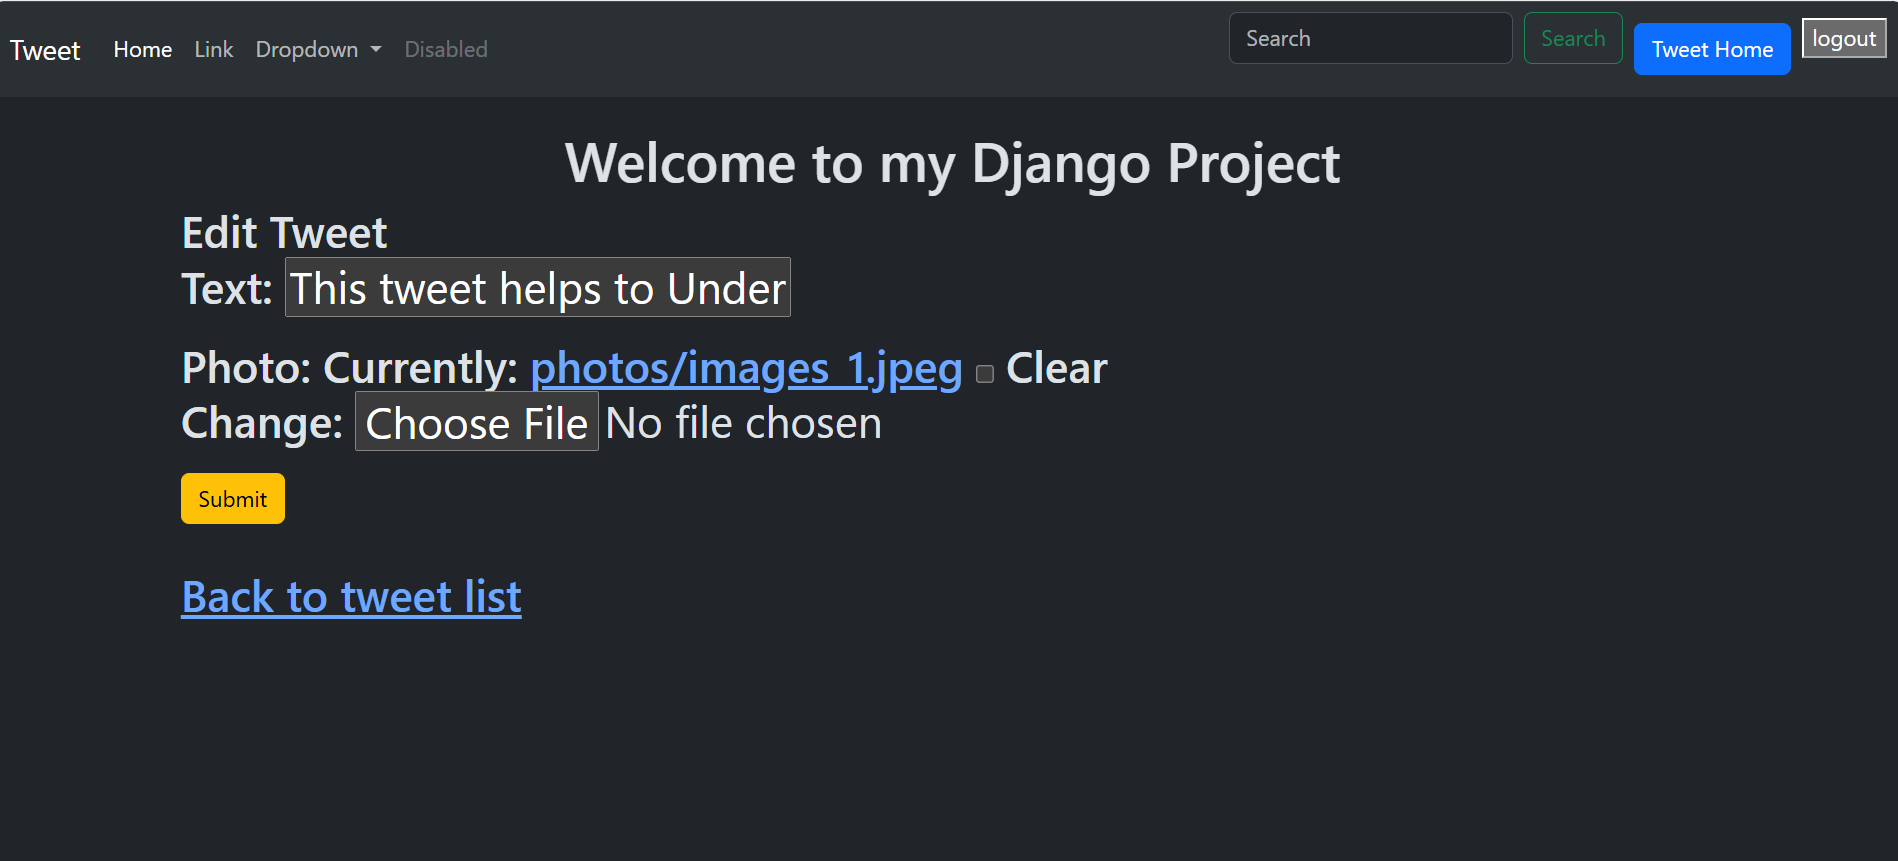 Tweet Home Link Dropdown Disabled Search Search Tweet Home logout
Welcome to my Django Project
Edit Tweet
Text: This tweet helps to Under
Photo: Currently: photos/images_1.jpeg Clear
Change: Choose File No file chosen
Submit
Back to tweet list